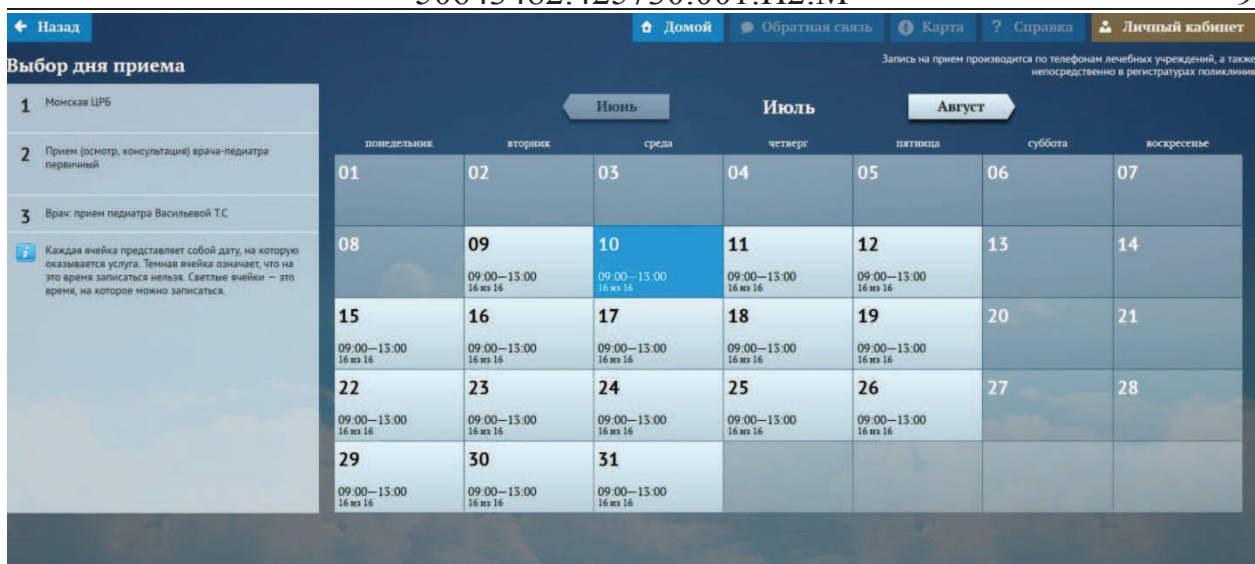 ← Назад
Домой
Обратная связь
Карта
? Справка
Личный кабинет
Выбор дня приема
Запись на прием производится по телефонам лечебных учреждений, а также
непосредственно в регистратурах поликлиник
1 Момская ЦРБ
2 Прием (осмотр, консультация) врача-педиатра
первичный
3 Врач: прием педиатра Васильевой Т.С
i Каждая ячейка представляет собой дату, на которую
оказывается услуга. Темная ячейка означает, что на
это время записаться нельзя. Светлые ячейки — это
время, на которое можно записаться.
Июнь Июль Август
понедельник вторник среда четверг пятница суббота воскресенье
01 02 03 04 05 06 07
08 09 10 11 12 13 14
09:00—13:00 09:00—13:00 09:00—13:00 09:00—13:00
16 из 16 16 из 16 16 из 16 16 из 16
15 16 17 18 19 20 21
09:00—13:00 09:00—13:00 09:00—13:00 09:00—13:00 09:00—13:00
16 из 16 16 из 16 16 из 16 16 из 16 16 из 16
22 23 24 25 26 27 28
09:00—13:00 09:00—13:00 09:00—13:00 09:00—13:00 09:00—13:00
16 из 16 16 из 16 16 из 16 16 из 16 16 из 16
29 30 31
09:00—13:00 09:00—13:00 09:00—13:00
16 из 16 16 из 16 16 из 16